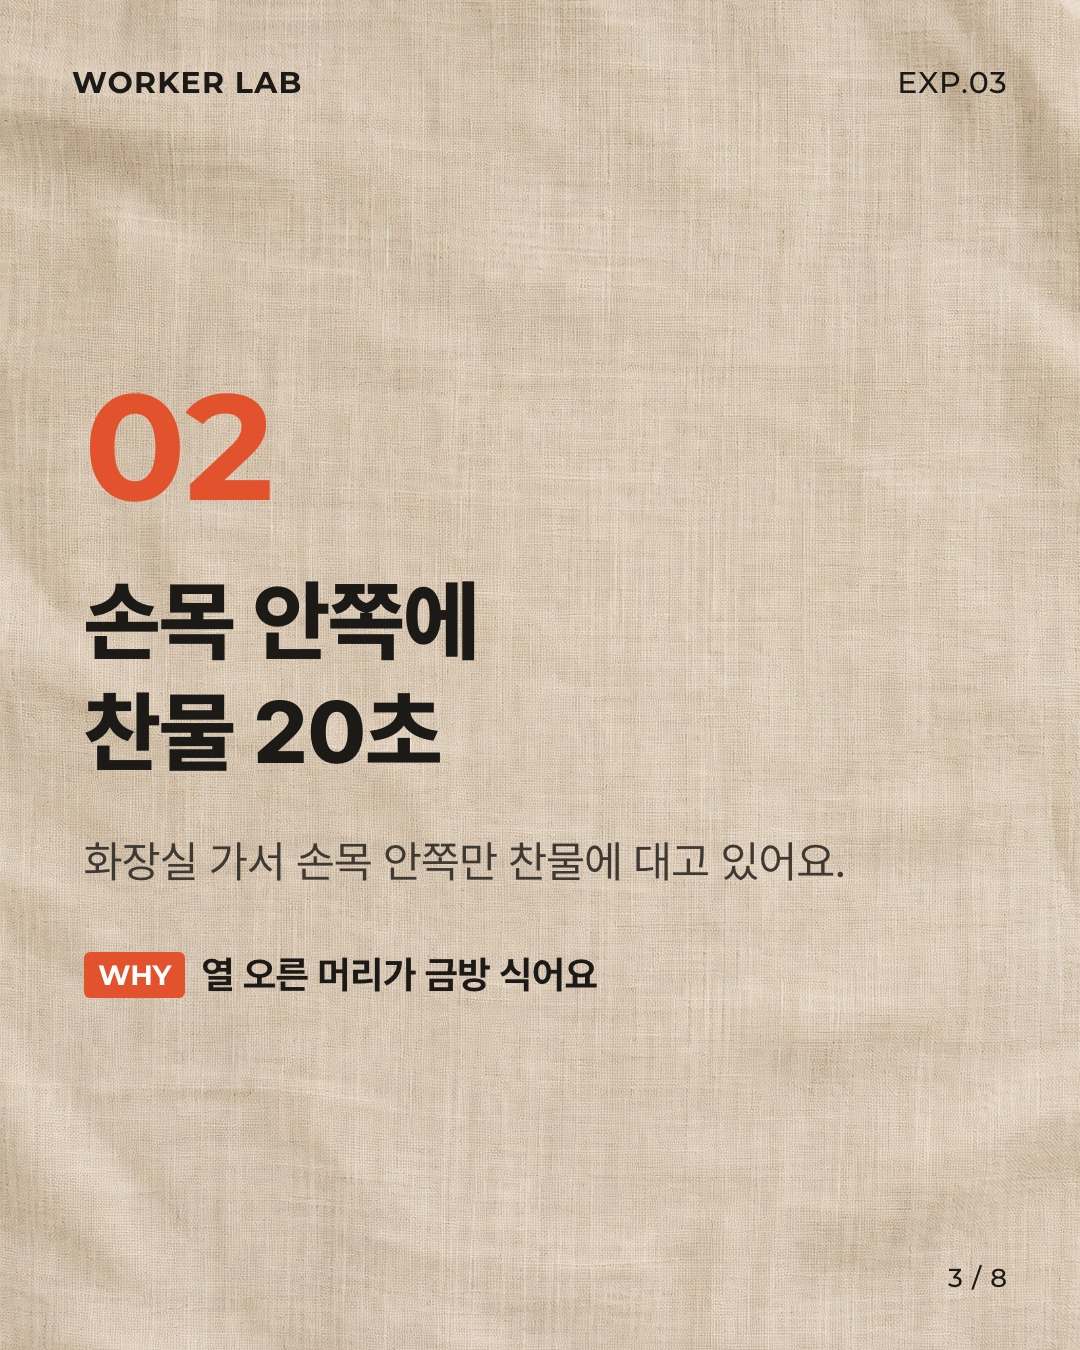 WORKER LAB
EXP.03
02
손목 안쪽에
찬물 20초
화장실 가서 손목 안쪽만 찬물에 대고 있어요.
WHY 열 오른 머리가 금방 식어요
3 / 8